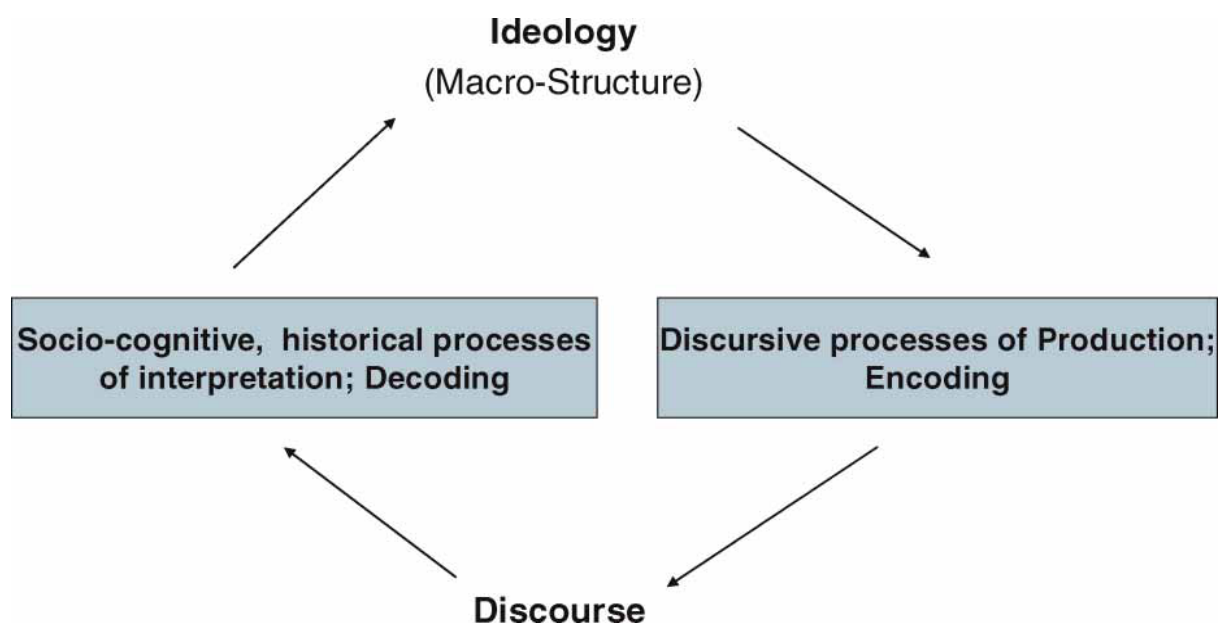 Ideology
(Macro-Structure)
Socio-cognitive, historical processes
of interpretation; Decoding
Discursive processes of Production;
Encoding
Discourse